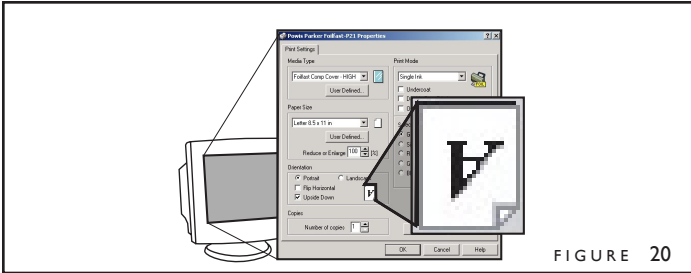 Powis Parker Foilfast-P21 Properties
Print Settings
Media Type
Foilfast Comp Cover - HIGH
User Defined...
Print Mode
Single Ink
Undercoat
Paper Size
Letter 8.5 x 11 in
User Defined...
Reduce or Enlarge 100 [%]
Orientation
Portrait
Landscape
Flip Horizontal
Upside Down
Copies
Number of copies 1
OK Cancel Help
FIGURE 20